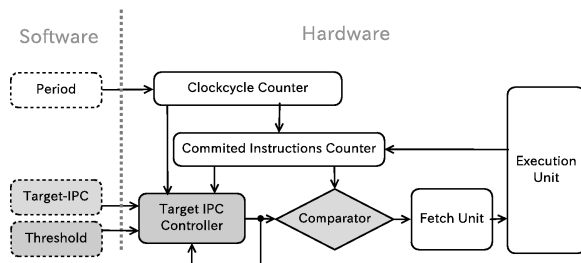 Software
Hardware
Period
Clockcycle Counter
Commited Instructions Counter
Execution
Unit
Target-IPC
Threshold
Target IPC
Controller
Comparator
Fetch Unit